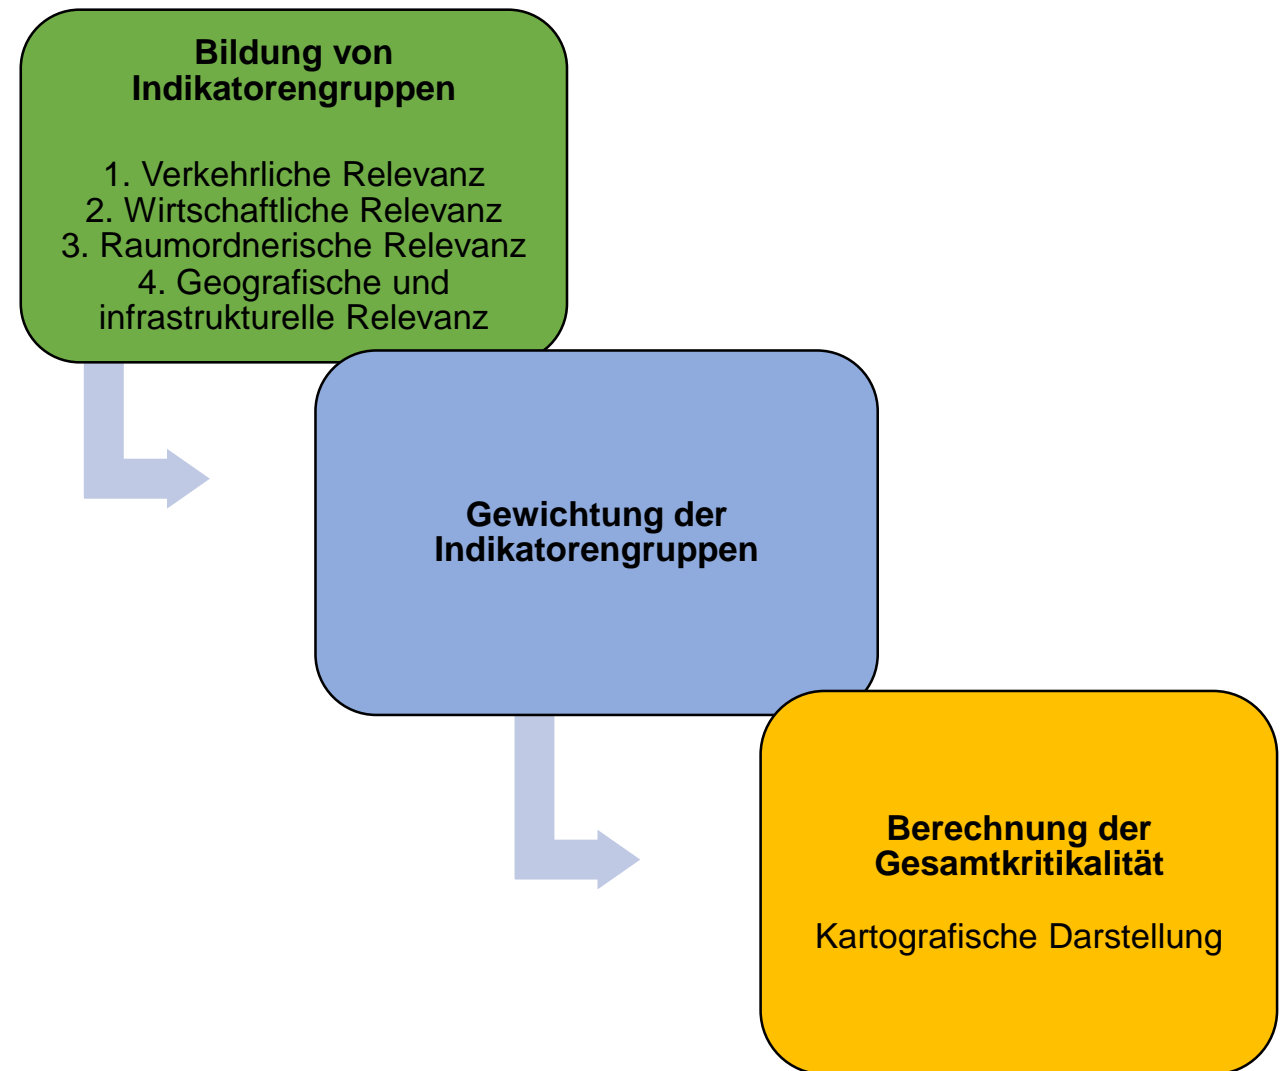 Bildung von
Indikatorengruppen
1. Verkehrliche Relevanz
2. Wirtschaftliche Relevanz
3. Raumordnerische Relevanz
4. Geografische und
infrastrukturelle Relevanz
Gewichtung der
Indikatorengruppen
Berechnung der
Gesamtkritikalität
Kartografische Darstellung